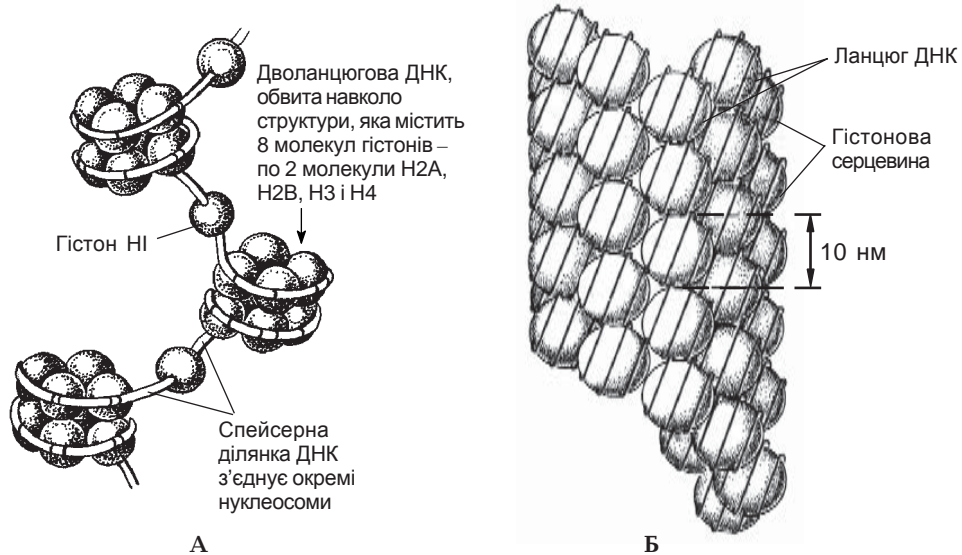 Дволанцюгова ДНК,
обвита навколо
структури, яка містить
8 молекул гістонів –
по 2 молекули Н2А,
Н2В, Н3 і Н4
Гістон НІ
Спейсерна
ділянка ДНК
з’єднує окремі
нуклеосоми
А
Ланцюг ДНК
Гістонова
серцевина
10 нм
Б